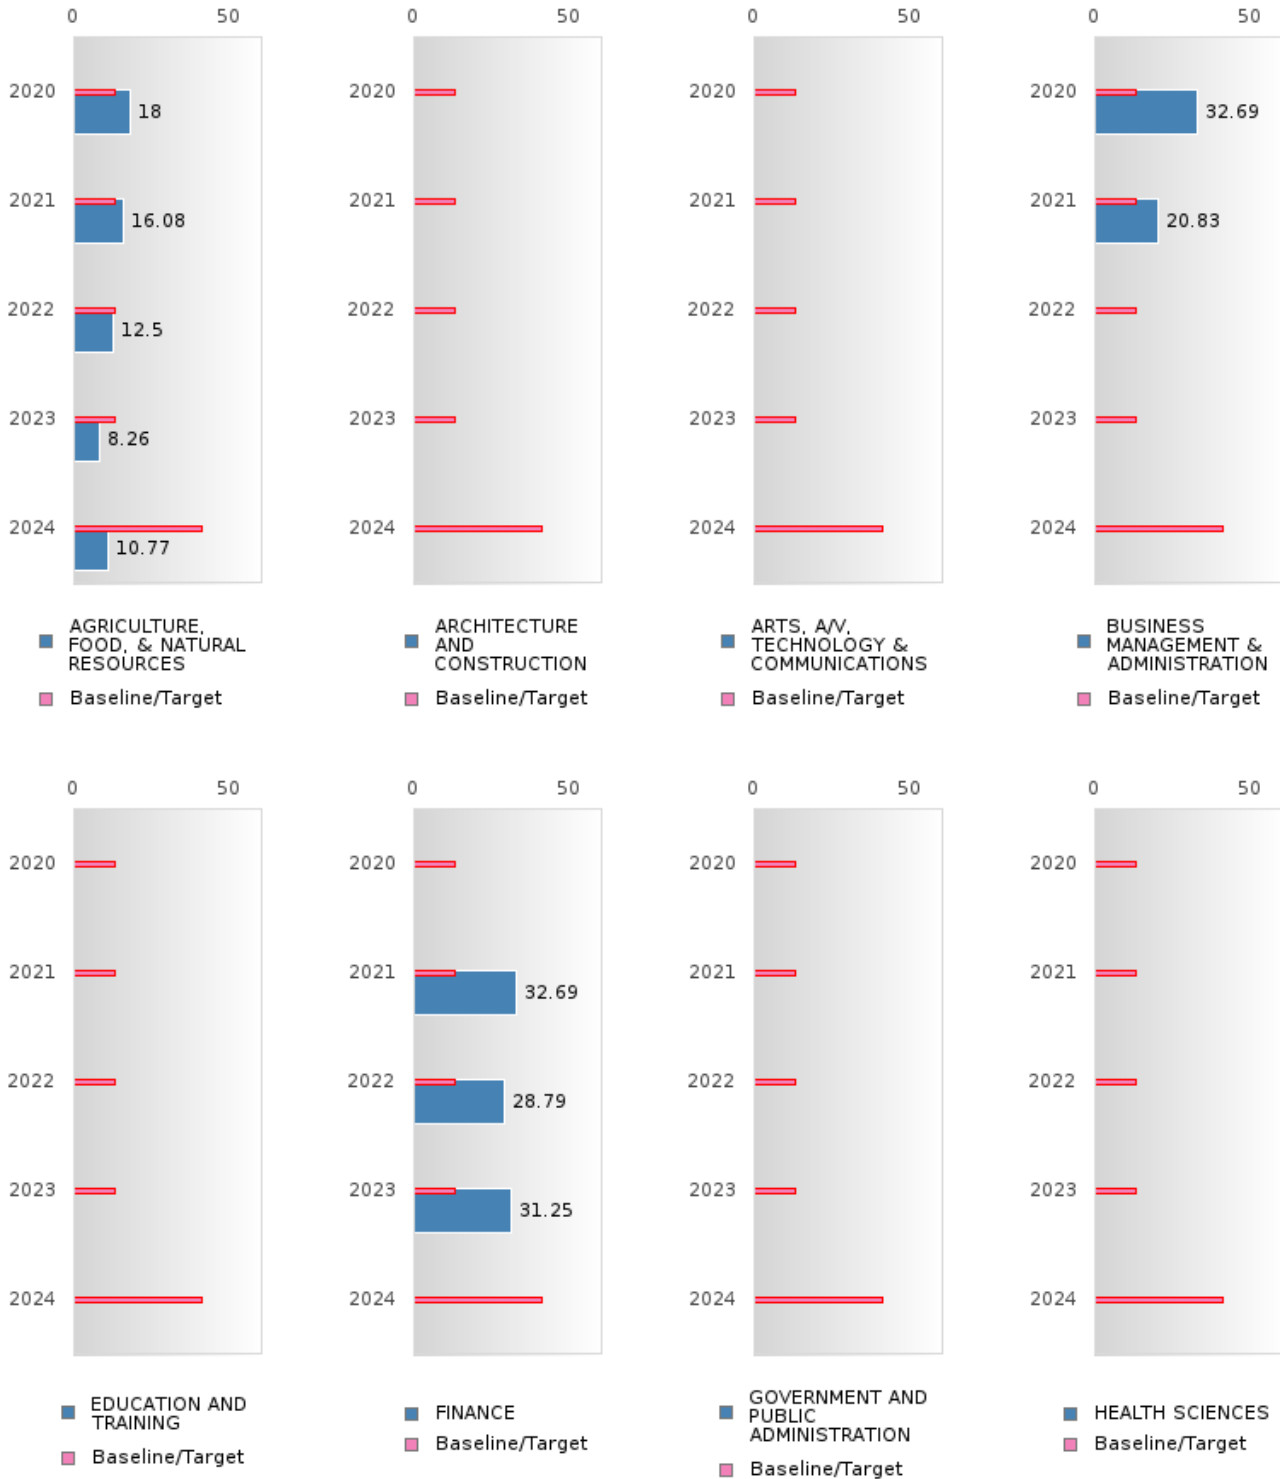 0 50 0 50 0 50 0 50
2020 18 2020 2020 2020 32.69
2021 16.08 2021 2021 2021 20.83
2022 12.5 2022 2022 2022
2023 8.26 2023 2023 2023
2024 10.77 2024 2024 2024
AGRICULTURE,
FOOD, & NATURAL
RESOURCES
Baseline/Target
ARCHITECTURE
AND
CONSTRUCTION
Baseline/Target
ARTS, A/V,
TECHNOLOGY &
COMMUNICATIONS
Baseline/Target
BUSINESS
MANAGEMENT &
ADMINISTRATION
Baseline/Target
0 50 0 50 0 50 0 50
2020 2020 2020 2020
2021 2021 32.69 2021 2021
2022 2022 28.79 2022 2022
2023 2023 31.25 2023 2023
2024 2024 2024 2024
EDUCATION AND
TRAINING
Baseline/Target
FINANCE
Baseline/Target
GOVERNMENT AND
PUBLIC
ADMINISTRATION
Baseline/Target
HEALTH SCIENCES
Baseline/Target